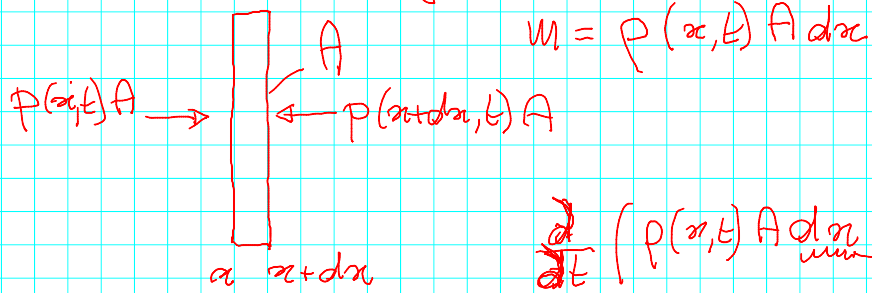 A
m = ρ(x,t) A dx
p(x,t) A → ← p(x+dx,t) A
x x+dx
d/dt (ρ(x,t) A dx